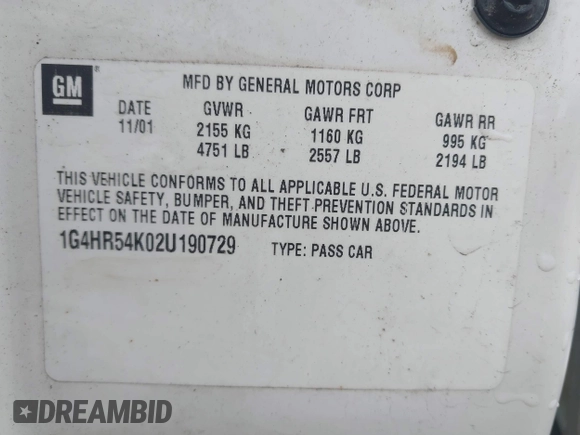 GM
MFD BY GENERAL MOTORS CORP
DATE GVWR GAWR FRT GAWR RR
11/01 2155 KG 1160 KG 995 KG
4751 LB 2557 LB 2194 LB
THIS VEHICLE CONFORMS TO ALL APPLICABLE U.S. FEDERAL MOTOR
VEHICLE SAFETY, BUMPER, AND THEFT PREVENTION STANDARDS IN
EFFECT ON THE DATE OF MANUFACTURE SHOWN ABOVE.
1G4HR54K02U190729 TYPE: PASS CAR
DREAMBID